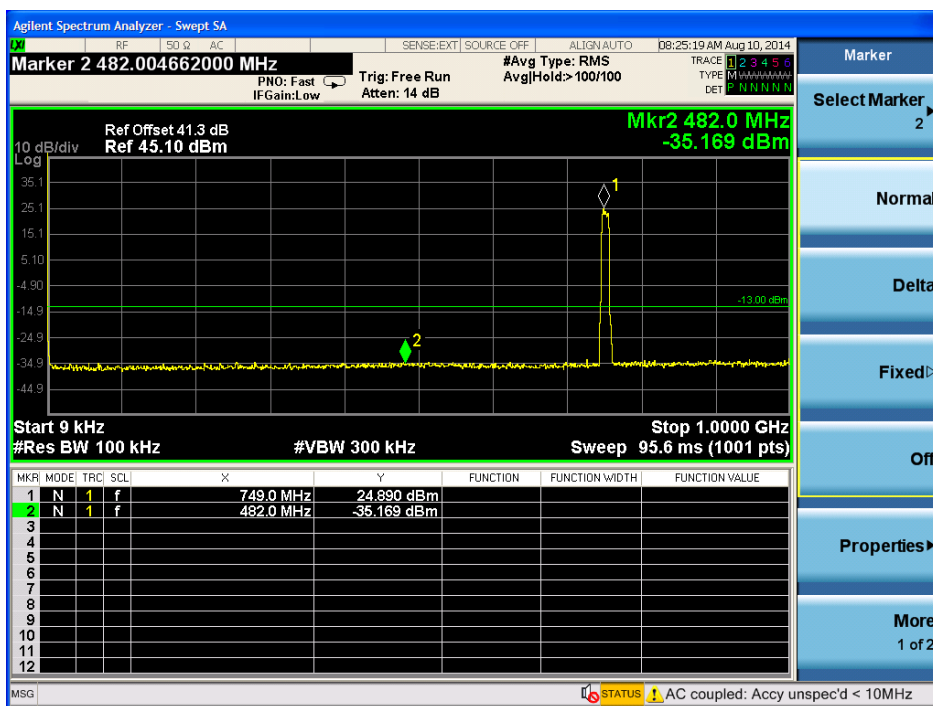 Agilent Spectrum Analyzer - Swept SA
LXI RF 50 Ω AC SENSE:EXT SOURCE OFF ALIGN AUTO 08:25:19 AM Aug 10, 2014
Marker 2 482.004662000 MHz
PNO: Fast
IFGain:Low
Trig: Free Run
Atten: 14 dB
#Avg Type: RMS
Avg|Hold:>100/100
TRACE 1 2 3 4 5 6
TYPE M WWWWW
DET P N N N N N
Ref Offset 41.3 dB
Ref 45.10 dBm
10 dB/div
Log
Mkr2 482.0 MHz
-35.169 dBm
35.1
25.1
15.1
5.10
-4.90
-14.9
-24.9
-34.9
-44.9
1
2
-13.00 dBm
Start 9 kHz Stop 1.0000 GHz
#Res BW 100 kHz #VBW 300 kHz Sweep 95.6 ms (1001 pts)
MKR MODE TRC SCL X Y FUNCTION FUNCTION WIDTH FUNCTION VALUE
1 N 1 f 749.0 MHz 24.890 dBm
2 N 1 f 482.0 MHz -35.169 dBm
3
4
5
6
7
8
9
10
11
12
MSG STATUS AC coupled: Accy unspec'd < 10MHz
Marker
Select Marker
2
Normal
Delta
Fixed
Off
Properties
More
1 of 2